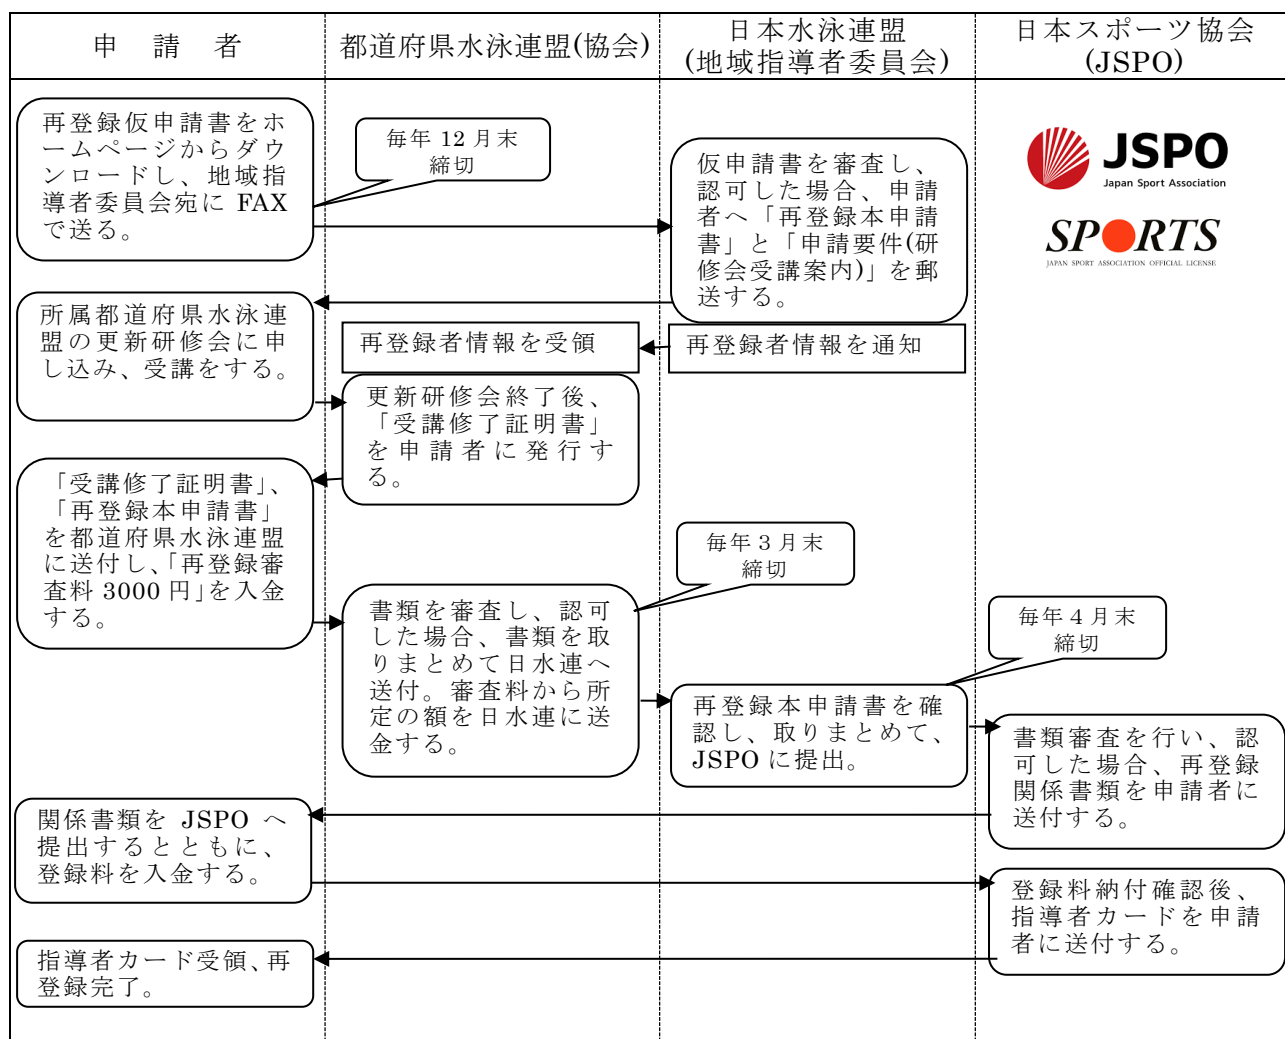 申　請　者
都道府県水泳連盟(協会)
日本水泳連盟
(地域指導者委員会)
日本スポーツ協会
(JSPO)
再登録仮申請書をホ
ームページからダウ
ンロードし、地域指
導者委員会宛に FAX
で送る。
毎年 12 月末
締切
仮申請書を審査し、
認可した場合、申請
者へ「再登録本申請
書」と「申請要件(研
修会受講案内)」を郵
送する。
JSPO
Japan Sport Association
SPORTS
JAPAN SPORT ASSOCIATION OFFICIAL LICENSE
所属都道府県水泳連
盟の更新研修会に申
し込み、受講をする。
再登録者情報を受領
再登録者情報を通知
更新研修会終了後、
「受講修了証明書」
を申請者に発行す
る。
「受講修了証明書」、
「再登録本申請書」
を都道府県水泳連盟
に送付し、「再登録審
査料 3000 円」を入金
する。
毎年 3 月末
締切
書類を審査し、認可
した場合、書類を取
りまとめて日水連へ
送付。審査料から所
定の額を日水連に送
金する。
毎年 4 月末
締切
再登録本申請書を確
認し、取りまとめて、
JSPO に提出。
書類審査を行い、認
可した場合、再登録
関係書類を申請者に
送付する。
関係書類を JSPO へ
提出するとともに、
登録料を入金する。
登録料納付確認後、
指導者カードを申請
者に送付する。
指導者カード受領、再
登録完了。